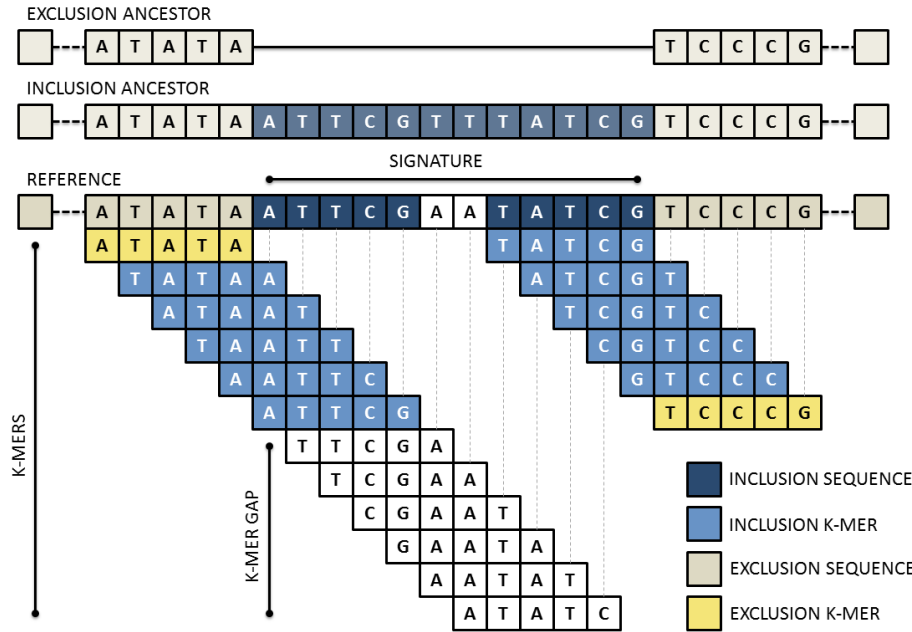 EXCLUSION ANCESTOR
A T A T A T C C C G
INCLUSION ANCESTOR
A T A T A A T T C G T T T A T C G T C C C G
SIGNATURE
REFERENCE
A T A T A A T T C G A A T A T C G T C C C G
A T A T A T A T C G
T A T A A A T C G T
A T A A T T C G T C
T A A T T C G T C C
A A T T C G T C C C
A T T C G T C C C G
T T C G A
T C G A A
C G A A T
G A A T A
A A T A T
A T A T C
K-MERS
K-MER GAP
INCLUSION SEQUENCE
INCLUSION K-MER
EXCLUSION SEQUENCE
EXCLUSION K-MER